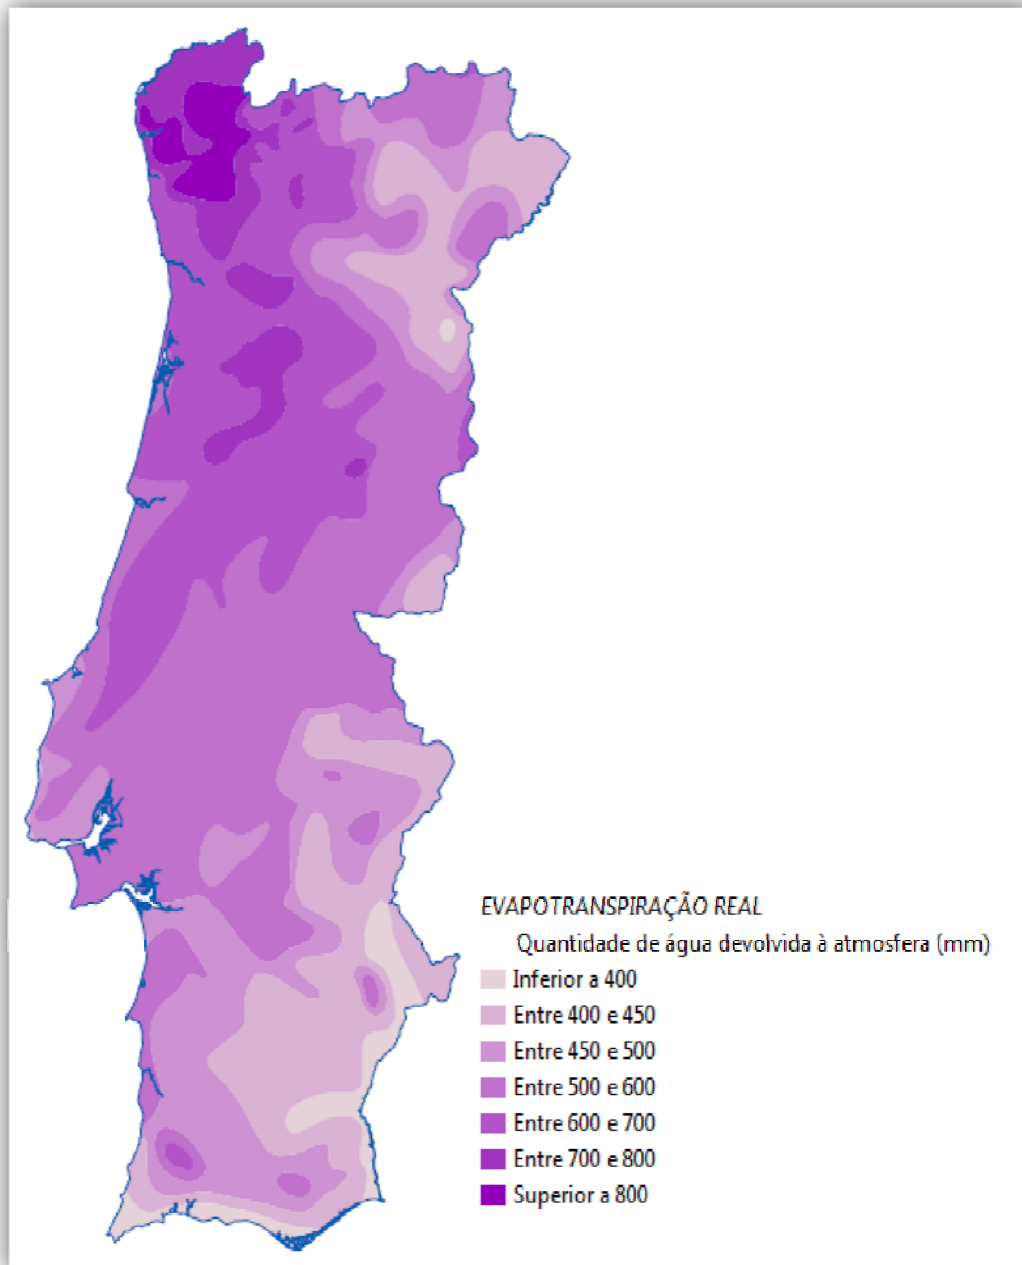 EVAPOTRANSPIRAÇÃO REAL
Quantidade de água devolvida à atmosfera (mm)
Inferior a 400
Entre 400 e 450
Entre 450 e 500
Entre 500 e 600
Entre 600 e 700
Entre 700 e 800
Superior a 800